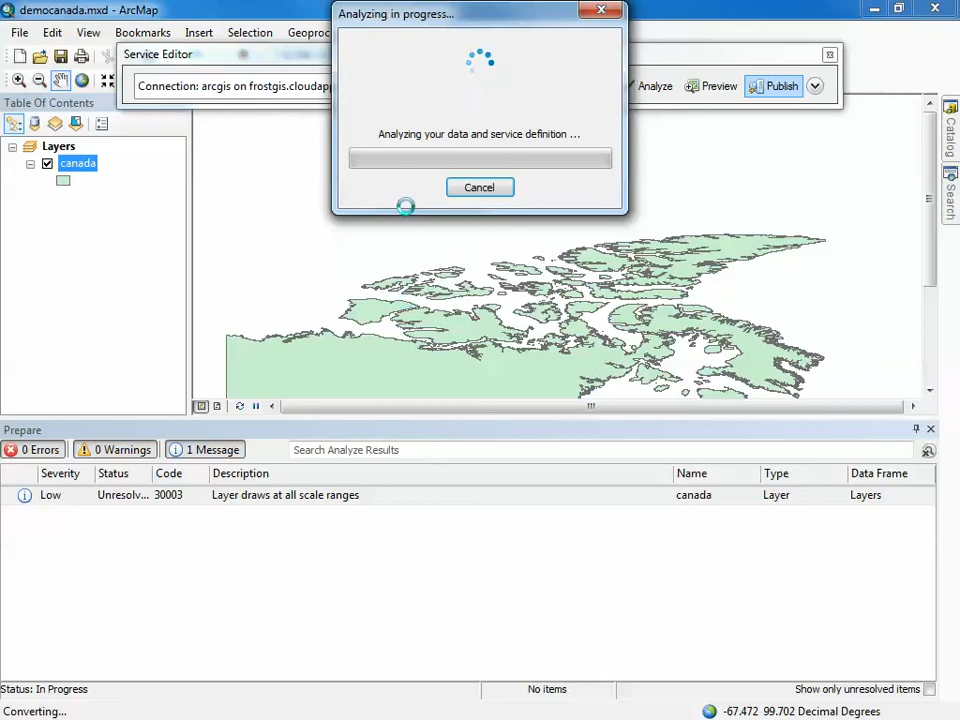 democanada.mxd - ArcMap
Analyzing in progress...
File Edit View Bookmarks Insert Selection Geoproc
Service Editor
Connection: arcgis on frostgis.cloudapp
Analyze Preview Publish
Analyzing your data and service definition ...
Cancel
Table Of Contents
Layers
canada
Catalog
Search
Prepare
0 Errors 0 Warnings 1 Message Search Analyze Results
Severity Status Code Description Name Type Data Frame
Low Unresolv... 30003 Layer draws at all scale ranges canada Layer Layers
Status: In Progress No items Show only unresolved items
Converting... -67.472 99.702 Decimal Degrees